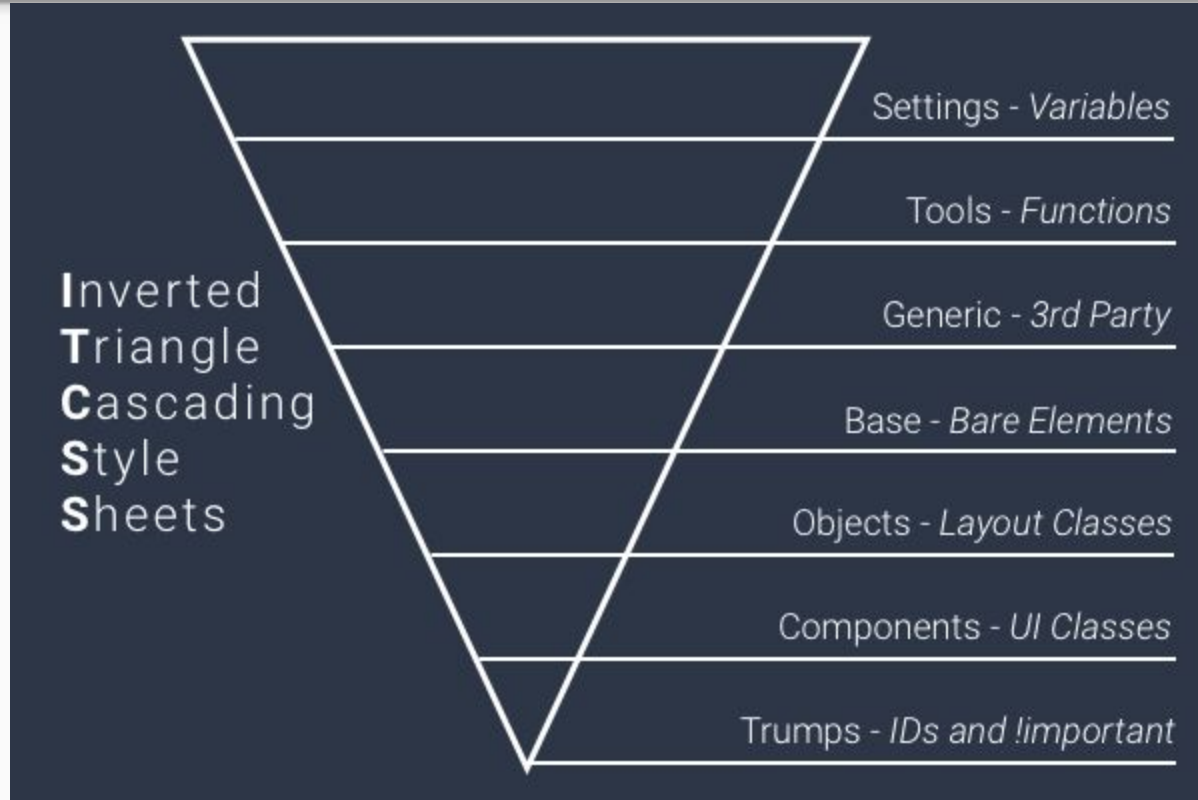 Settings - Variables
Tools - Functions
Generic - 3rd Party
Base - Bare Elements
Objects - Layout Classes
Components - UI Classes
Trumps - IDs and !important
Inverted
Triangle
Cascading
Style
Sheets